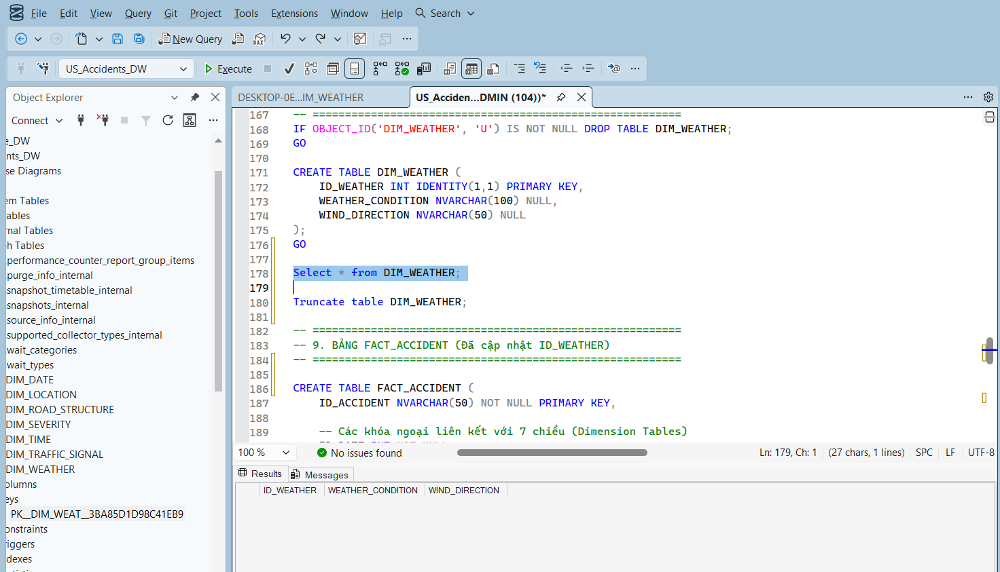 File Edit View Query Git Project Tools Extensions Window Help Search
New Query
US_Accidents_DW Execute
Object Explorer
Connect
e_DW
nts_DW
se Diagrams
em Tables
ables
nal Tables
h Tables
.performance_counter_report_group_items
.purge_info_internal
.snapshot_timetable_internal
.snapshots_internal
.source_info_internal
.supported_collector_types_internal
.wait_categories
.wait_types
DIM_DATE
DIM_LOCATION
DIM_ROAD_STRUCTURE
DIM_SEVERITY
DIM_TIME
DIM_TRAFFIC_SIGNAL
DIM_WEATHER
olumns
eys
PK__DIM_WEAT__3BA85D1D98C41EB9
onstraints
riggers
dexes
DESKTOP-0E...IM_WEATHER
US_Acciden...DMIN (104))*
167 -- =========================================================
168 IF OBJECT_ID('DIM_WEATHER', 'U') IS NOT NULL DROP TABLE DIM_WEATHER;
169 GO
170
171 CREATE TABLE DIM_WEATHER (
172 ID_WEATHER INT IDENTITY(1,1) PRIMARY KEY,
173 WEATHER_CONDITION NVARCHAR(100) NULL,
174 WIND_DIRECTION NVARCHAR(50) NULL
175 );
176 GO
177
178 Select * from DIM_WEATHER;
179
180 Truncate table DIM_WEATHER;
181
182 -- =========================================================
183 -- 9. BẢNG FACT_ACCIDENT (Đã cập nhật ID_WEATHER)
184 -- =========================================================
185
186 CREATE TABLE FACT_ACCIDENT (
187 ID_ACCIDENT NVARCHAR(50) NOT NULL PRIMARY KEY,
188
189 -- Các khóa ngoại liên kết với 7 chiều (Dimension Tables)
100 % No issues found Ln: 179, Ch: 1 (27 chars, 1 lines) SPC LF UTF-8
Results Messages
ID_WEATHER WEATHER_CONDITION WIND_DIRECTION